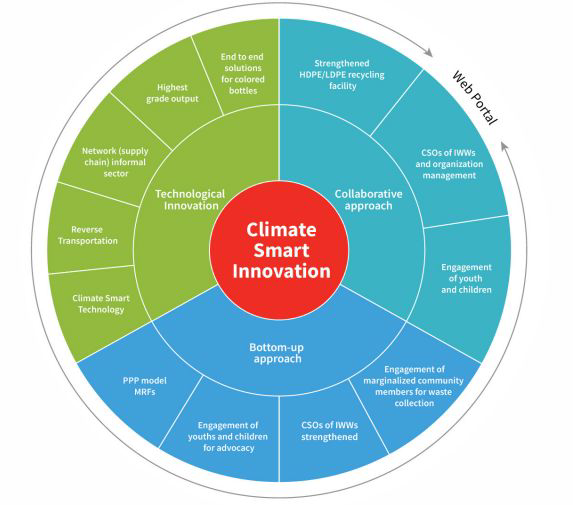 Climate
Smart
Innovation
Technological
Innovation
End to end
solutions
for colored
bottles
Highest
grade output
Network (supply
chain) informal
sector
Reverse
Transportation
Climate Smart
Technology
Collaborative
approach
Strengthened
HDPE/LDPE recycling
facility
CSOs of IWWs
and organization
management
Engagement
of youth
and children
Bottom-up
approach
PPP model
MRFs
Engagement of
youths and children
for advocacy
CSOs of IWWs
strengthened
Engagement of
marginalized community
members for waste
collection
Web Portal